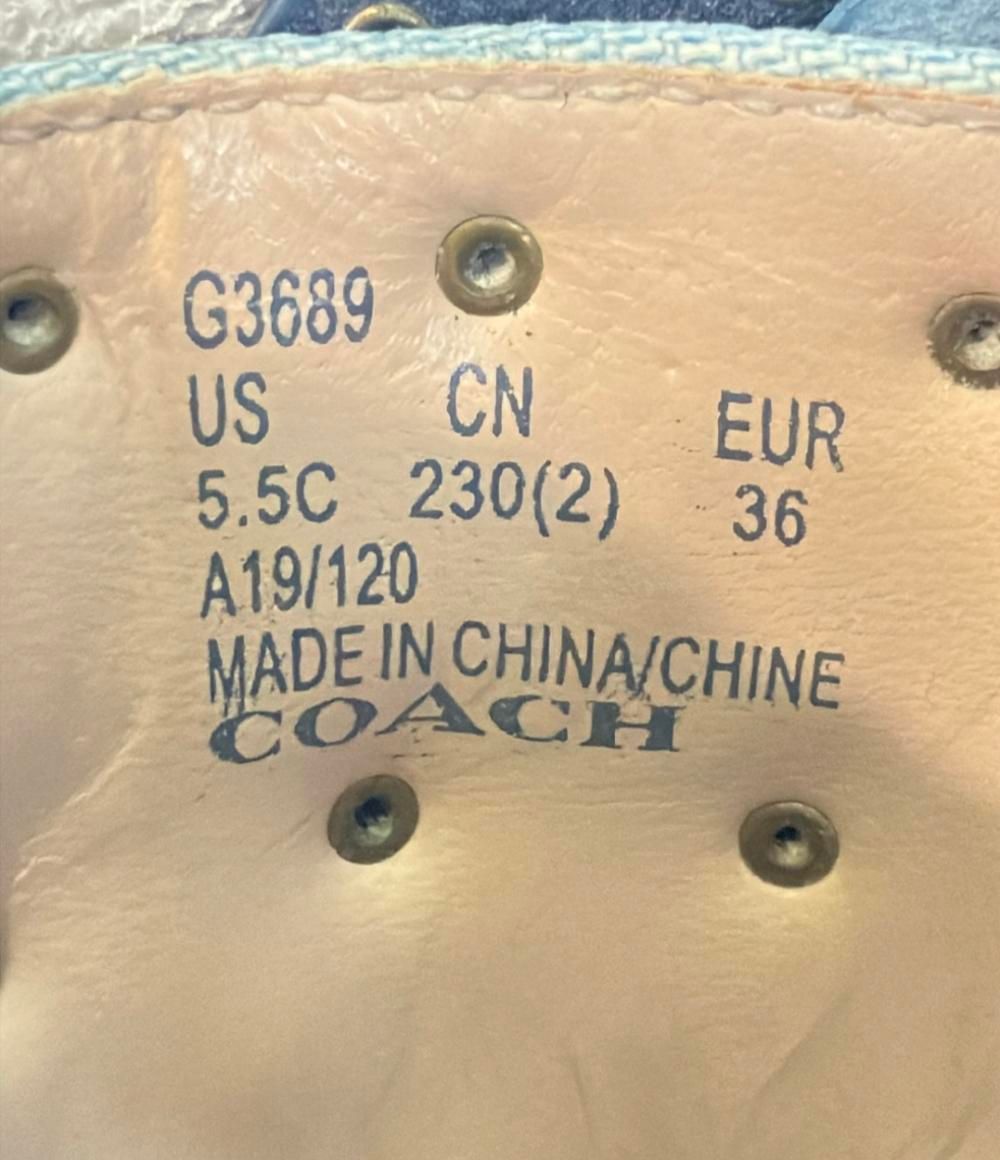 G3689
US CN EUR
5.5C 230(2) 36
A19/120
MADE IN CHINA/CHINE
COACH